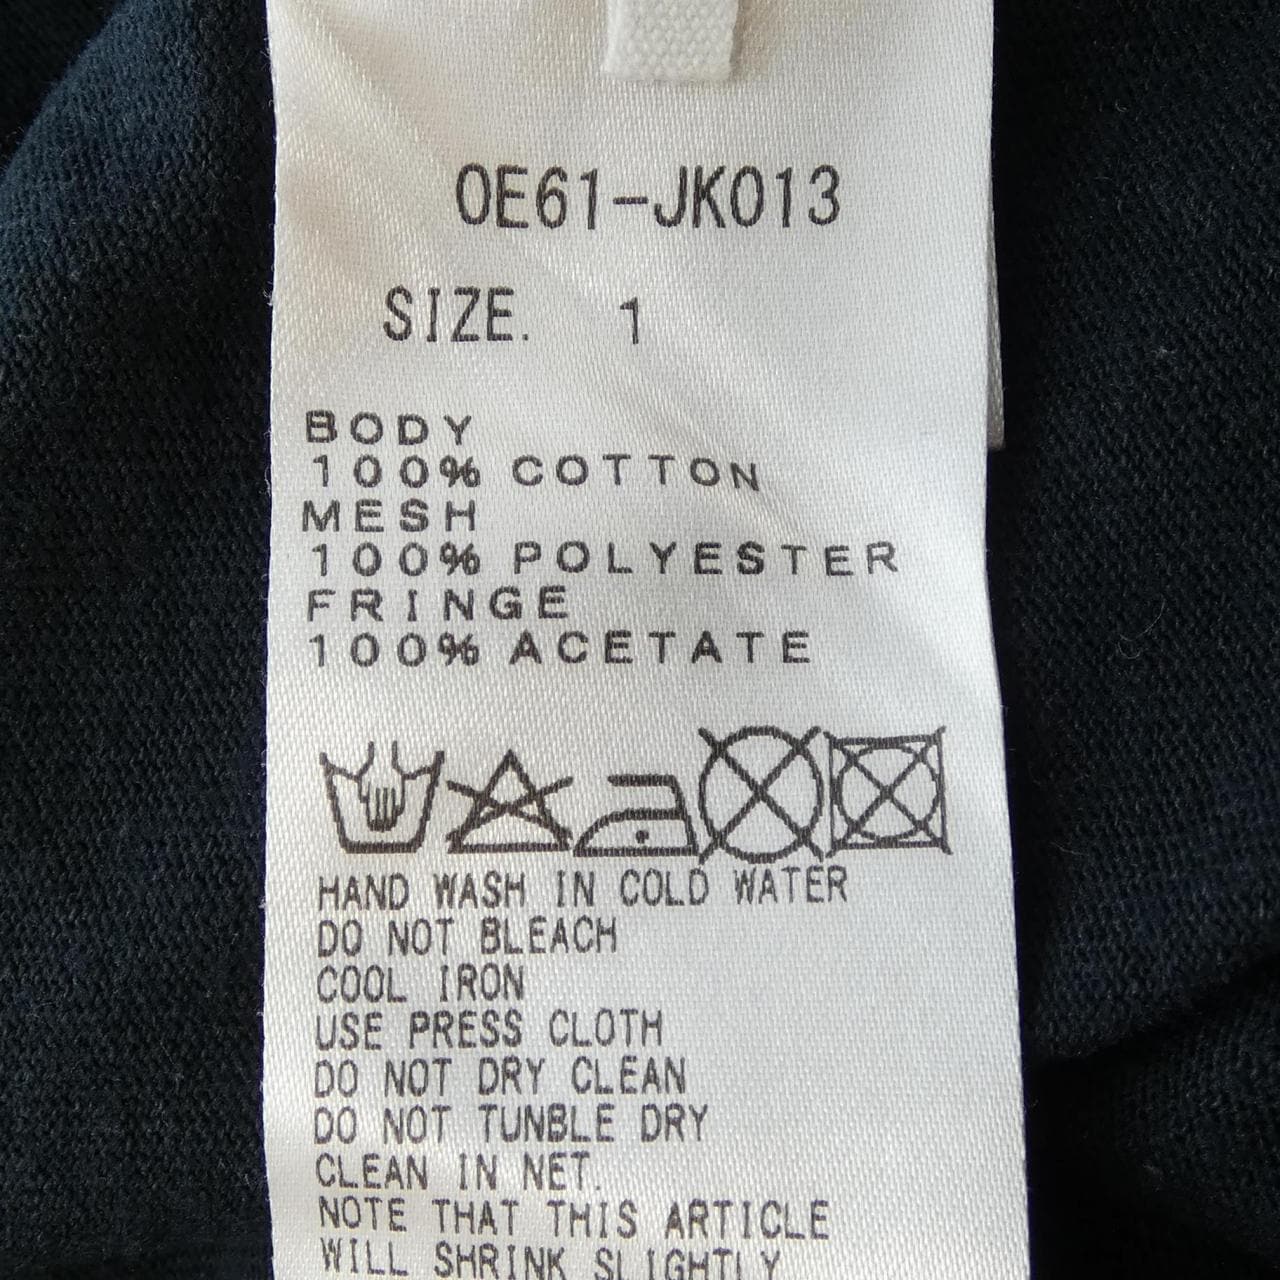 OE61-JK013
SIZE. 1
BODY
100% COTTON
MESH
100% POLYESTER
FRINGE
100% ACETATE
HAND WASH IN COLD WATER
DO NOT BLEACH
COOL IRON
USE PRESS CLOTH
DO NOT DRY CLEAN
DO NOT TUNBLE DRY
CLEAN IN NET.
NOTE THAT THIS ARTICLE
WILL SHRINK SLIGHTLY